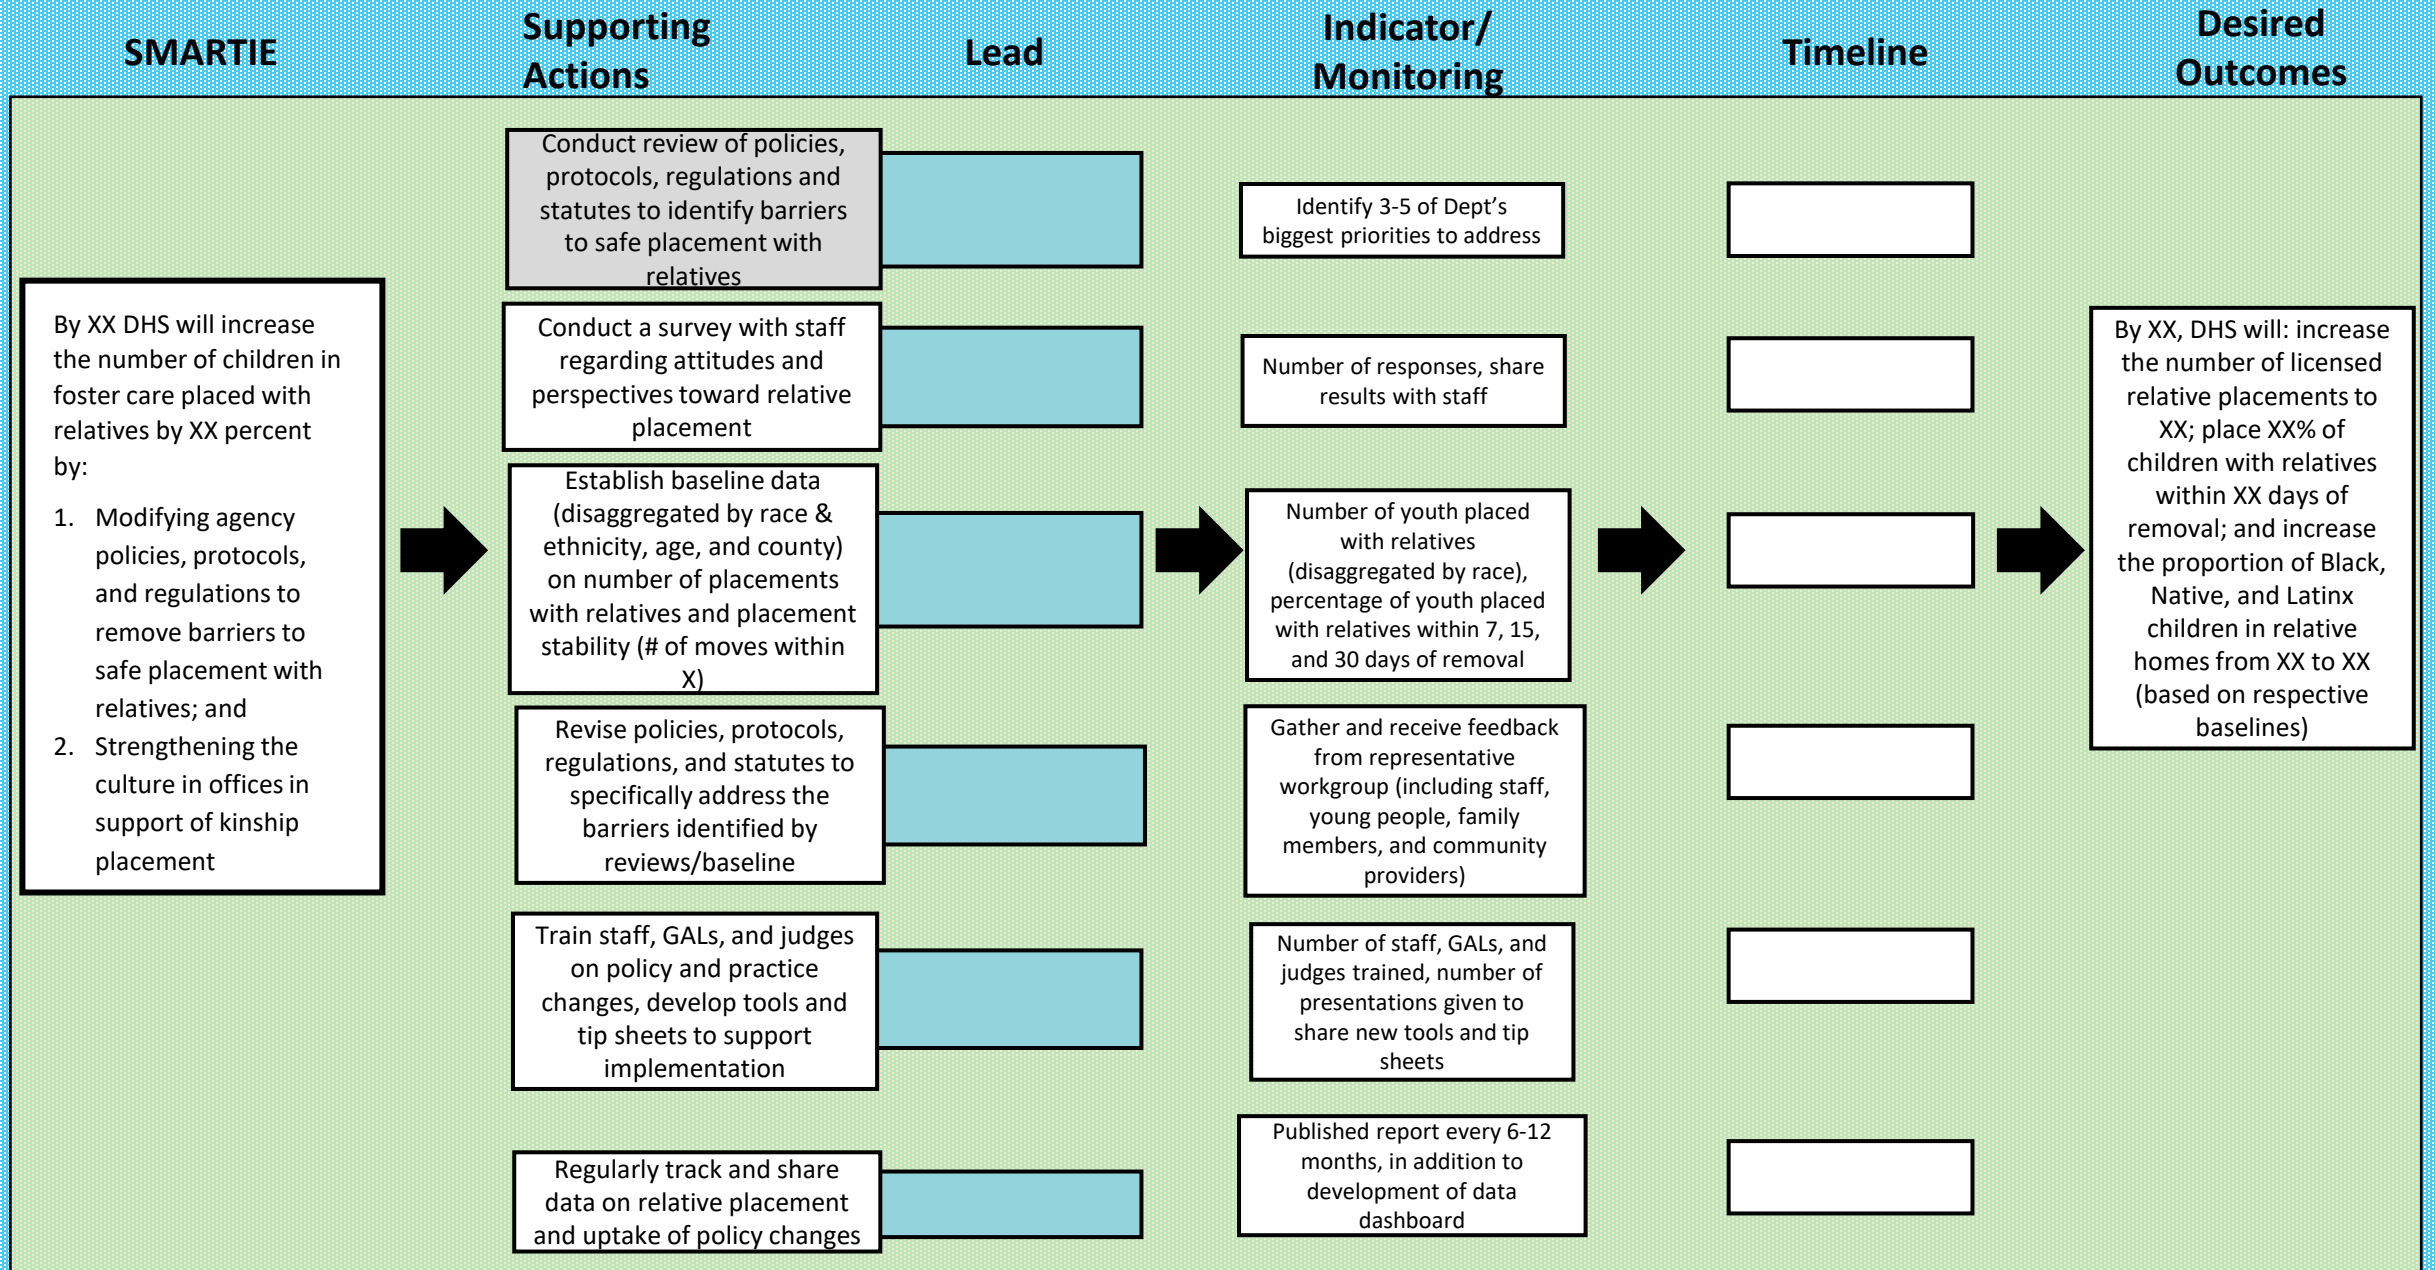 SMARTIE
Supporting
Actions
Lead
Indicator/
Monitoring
Timeline
Desired
Outcomes
By XX DHS will increase
the number of children in
foster care placed with
relatives by XX percent
by:
1. Modifying agency
policies, protocols,
and regulations to
remove barriers to
safe placement with
relatives; and
2. Strengthening the
culture in offices in
support of kinship
placement
Conduct review of policies,
protocols, regulations and
statutes to identify barriers
to safe placement with
relatives
Conduct a survey with staff
regarding attitudes and
perspectives toward relative
placement
Establish baseline data
(disaggregated by race &
ethnicity, age, and county)
on number of placements
with relatives and placement
stability (# of moves within
X)
Revise policies, protocols,
regulations, and statutes to
specifically address the
barriers identified by
reviews/baseline
Train staff, GALs, and judges
on policy and practice
changes, develop tools and
tip sheets to support
implementation
Regularly track and share
data on relative placement
and uptake of policy changes
Identify 3-5 of Dept’s
biggest priorities to address
Number of responses, share
results with staff
Number of youth placed
with relatives
(disaggregated by race),
percentage of youth placed
with relatives within 7, 15,
and 30 days of removal
Gather and receive feedback
from representative
workgroup (including staff,
young people, family
members, and community
providers)
Number of staff, GALs, and
judges trained, number of
presentations given to
share new tools and tip
sheets
Published report every 6-12
months, in addition to
development of data
dashboard
By XX, DHS will: increase
the number of licensed
relative placements to
XX; place XX% of
children with relatives
within XX days of
removal; and increase
the proportion of Black,
Native, and Latinx
children in relative
homes from XX to XX
(based on respective
baselines)